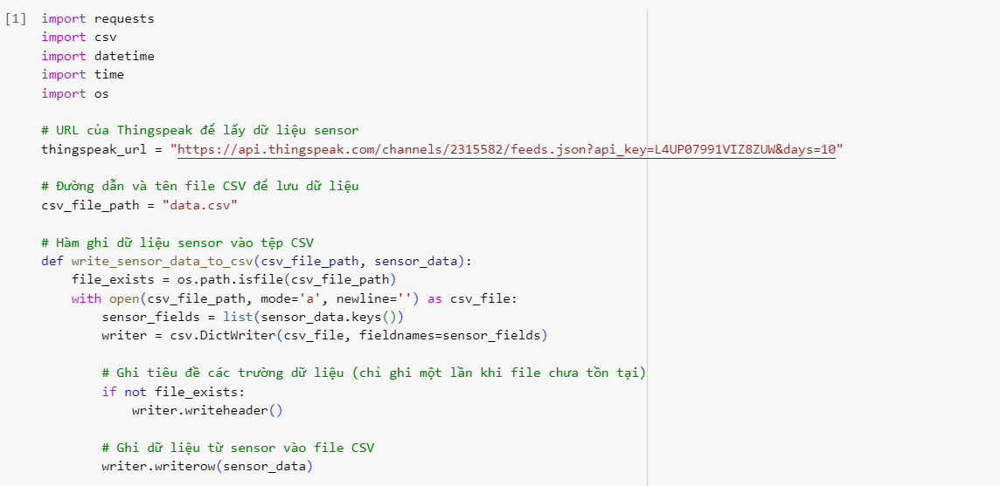 [1] import requests
import csv
import datetime
import time
import os
# URL của Thingspeak để lấy dữ liệu sensor
thingspeak_url = "https://api.thingspeak.com/channels/2315582/feeds.json?api_key=L4UP07991VIZ8ZUW&days=10"
# Đường dẫn và tên file CSV để lưu dữ liệu
csv_file_path = "data.csv"
# Hàm ghi dữ liệu sensor vào tệp CSV
def write_sensor_data_to_csv(csv_file_path, sensor_data):
    file_exists = os.path.isfile(csv_file_path)
    with open(csv_file_path, mode='a', newline='') as csv_file:
        sensor_fields = list(sensor_data.keys())
        writer = csv.DictWriter(csv_file, fieldnames=sensor_fields)
        # Ghi tiêu đề các trường dữ liệu (chỉ ghi một lần khi file chưa tồn tại)
        if not file_exists:
            writer.writeheader()
        # Ghi dữ liệu từ sensor vào file CSV
        writer.writerow(sensor_data)